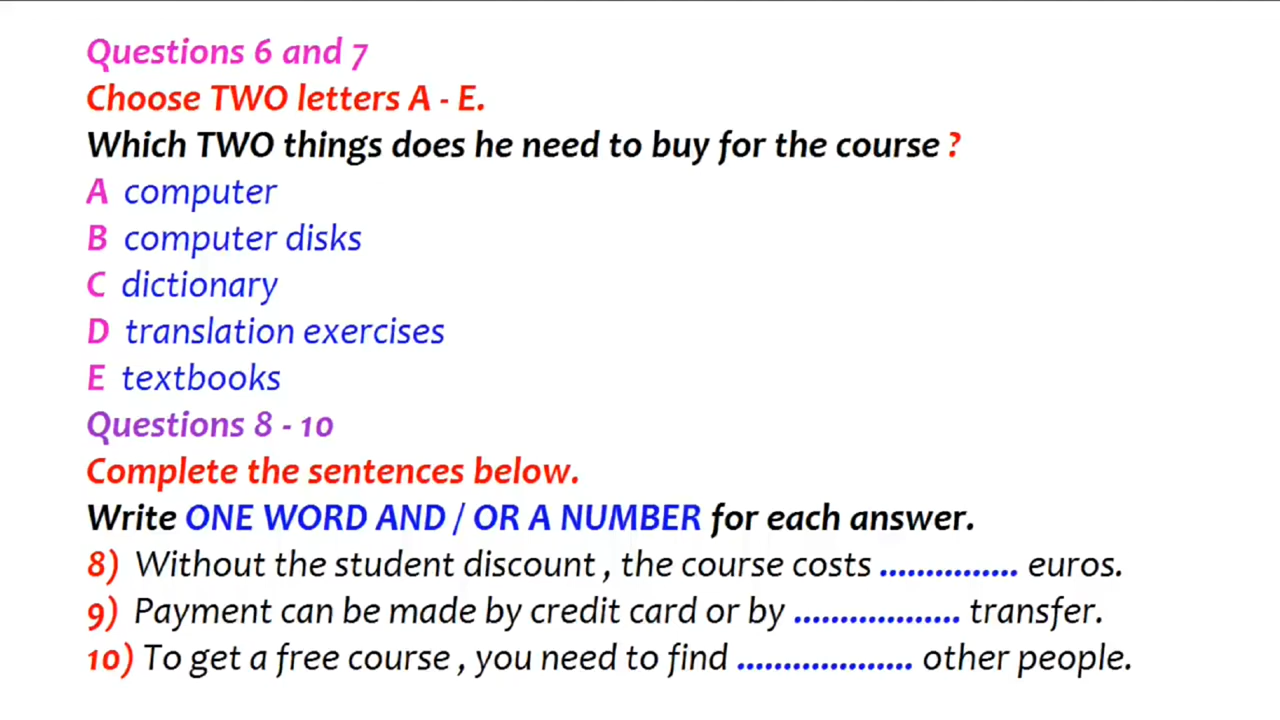 Questions 6 and 7
Choose TWO letters A - E.
Which TWO things does he need to buy for the course ?
A computer
B computer disks
C dictionary
D translation exercises
E textbooks
Questions 8 - 10
Complete the sentences below.
Write ONE WORD AND / OR A NUMBER for each answer.
8) Without the student discount , the course costs ............... euros.
9) Payment can be made by credit card or by .................. transfer.
10) To get a free course , you need to find ................... other people.